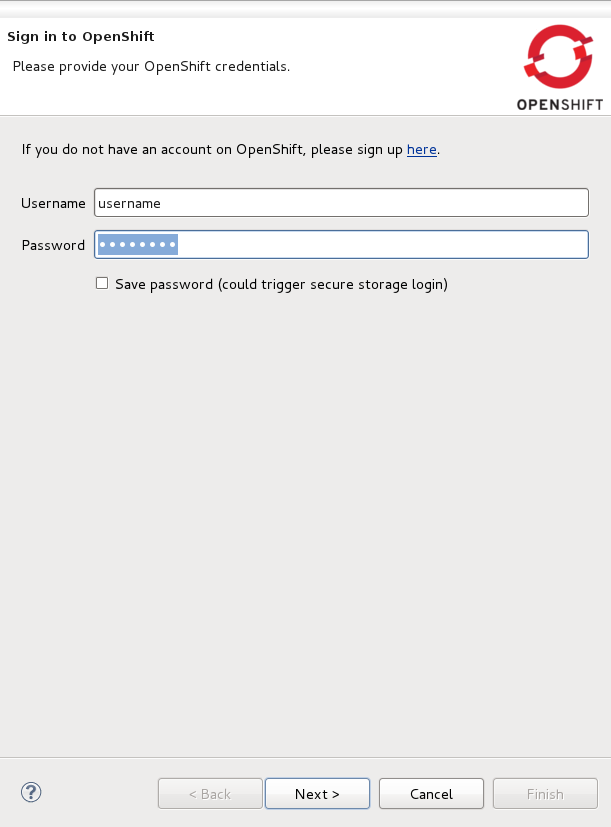 Sign in to OpenShift
Please provide your OpenShift credentials.
OPENSHIFT
If you do not have an account on OpenShift, please sign up here.
Username username
Password ••••••••
Save password (could trigger secure storage login)
? < Back Next > Cancel Finish